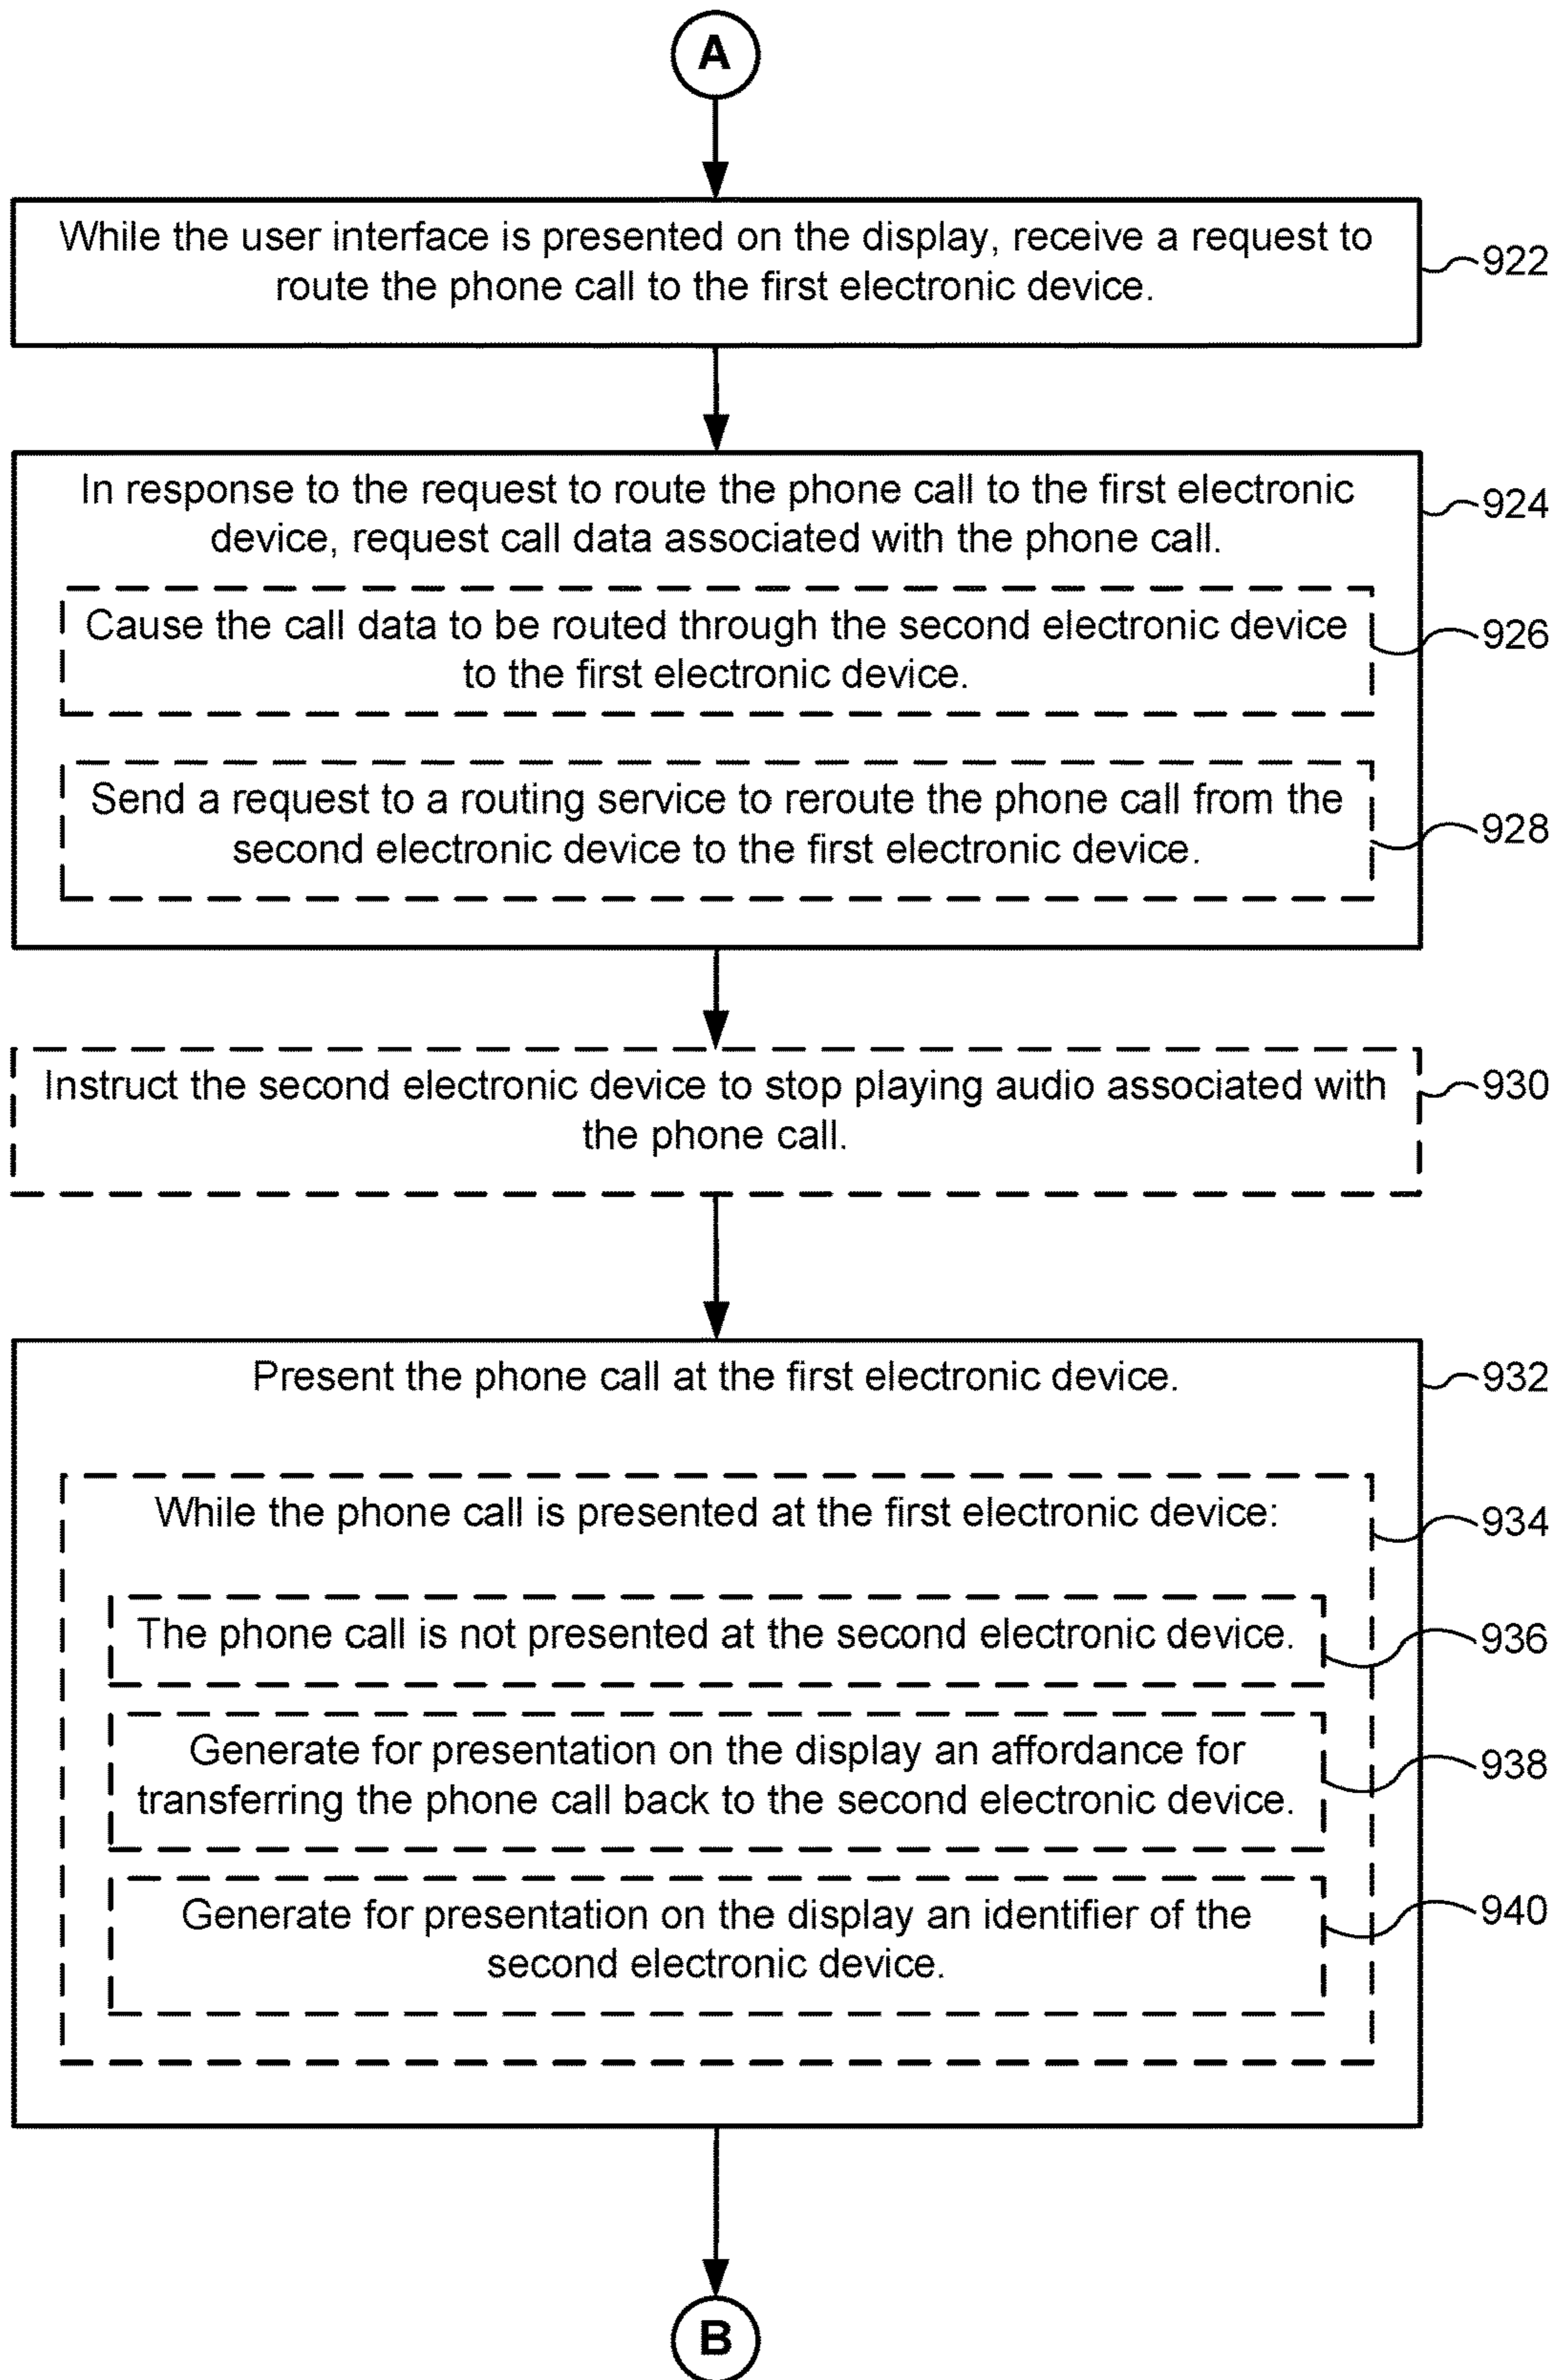 A
While the user interface is presented on the display, receive a request to
route the phone call to the first electronic device.
922
In response to the request to route the phone call to the first electronic
device, request call data associated with the phone call.
924
Cause the call data to be routed through the second electronic device
to the first electronic device.
926
Send a request to a routing service to reroute the phone call from the
second electronic device to the first electronic device.
928
Instruct the second electronic device to stop playing audio associated with
the phone call.
930
Present the phone call at the first electronic device.
932
While the phone call is presented at the first electronic device:
934
The phone call is not presented at the second electronic device.
936
Generate for presentation on the display an affordance for
transferring the phone call back to the second electronic device.
938
Generate for presentation on the display an identifier of the
second electronic device.
940
B